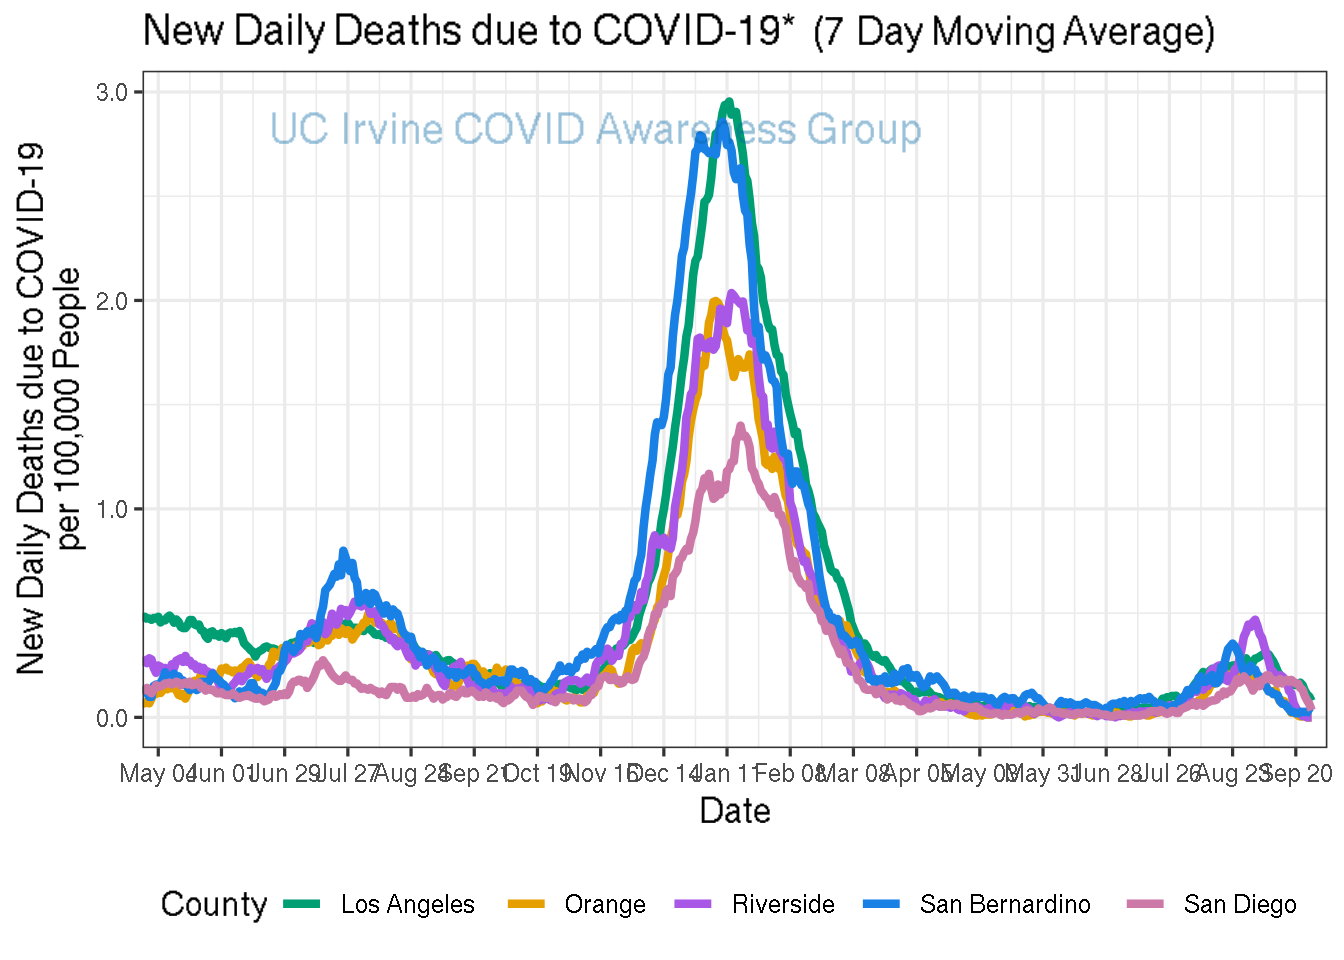 New Daily Deaths due to COVID-19* (7 Day Moving Average)
UC Irvine COVID Awareness Group
New Daily Deaths due to COVID-19
per 100,000 People
3.0
2.0
1.0
0.0
May 04 Jun 01 Jun 29 Jul 27 Aug 24 Sep 21 Oct 19 Nov 16 Dec 14 Jan 11 Feb 08 Mar 08 Apr 05 May 03 May 31 Jun 28 Jul 26 Aug 23 Sep 20
Date
County Los Angeles Orange Riverside San Bernardino San Diego